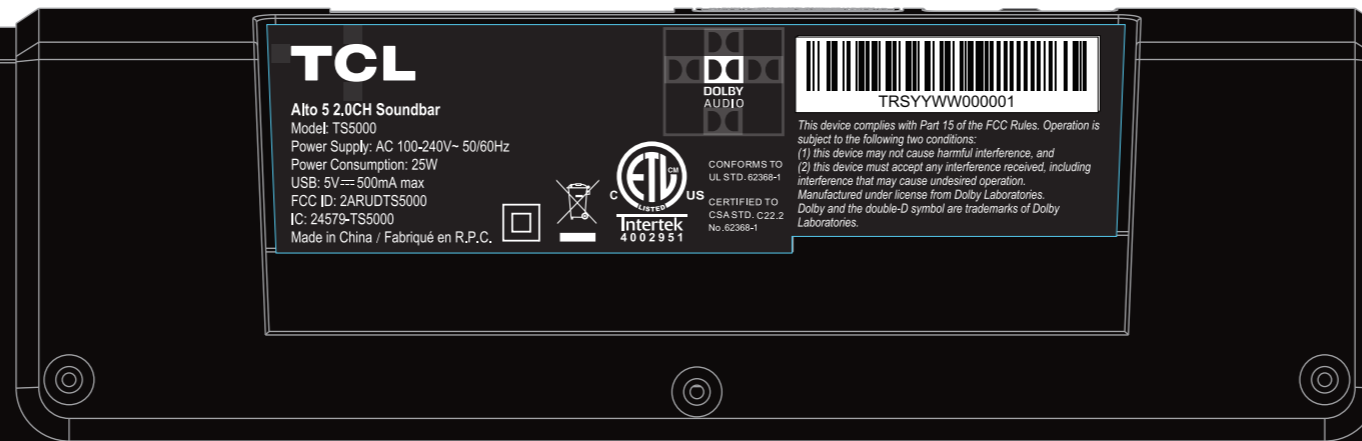 TCL
Alto 5 2.0CH Soundbar
Model: TS5000
Power Supply: AC 100-240V~ 50/60Hz
Power Consumption: 25W
USB: 5V⎓500mA max
FCC ID: 2ARUDTS5000
IC: 24579-TS5000
Made in China / Fabriqué en R.P.C.
DOLBY
AUDIO
ETL CM
LISTED
C US
Intertek
4002951
CONFORMS TO
UL STD. 62368-1
CERTIFIED TO
CSA STD. C22.2
No.62368-1
TRSYYWW000001
This device complies with Part 15 of the FCC Rules. Operation is
subject to the following two conditions:
(1) this device may not cause harmful interference, and
(2) this device must accept any interference received, including
interference that may cause undesired operation.
Manufactured under license from Dolby Laboratories.
Dolby and the double-D symbol are trademarks of Dolby
Laboratories.